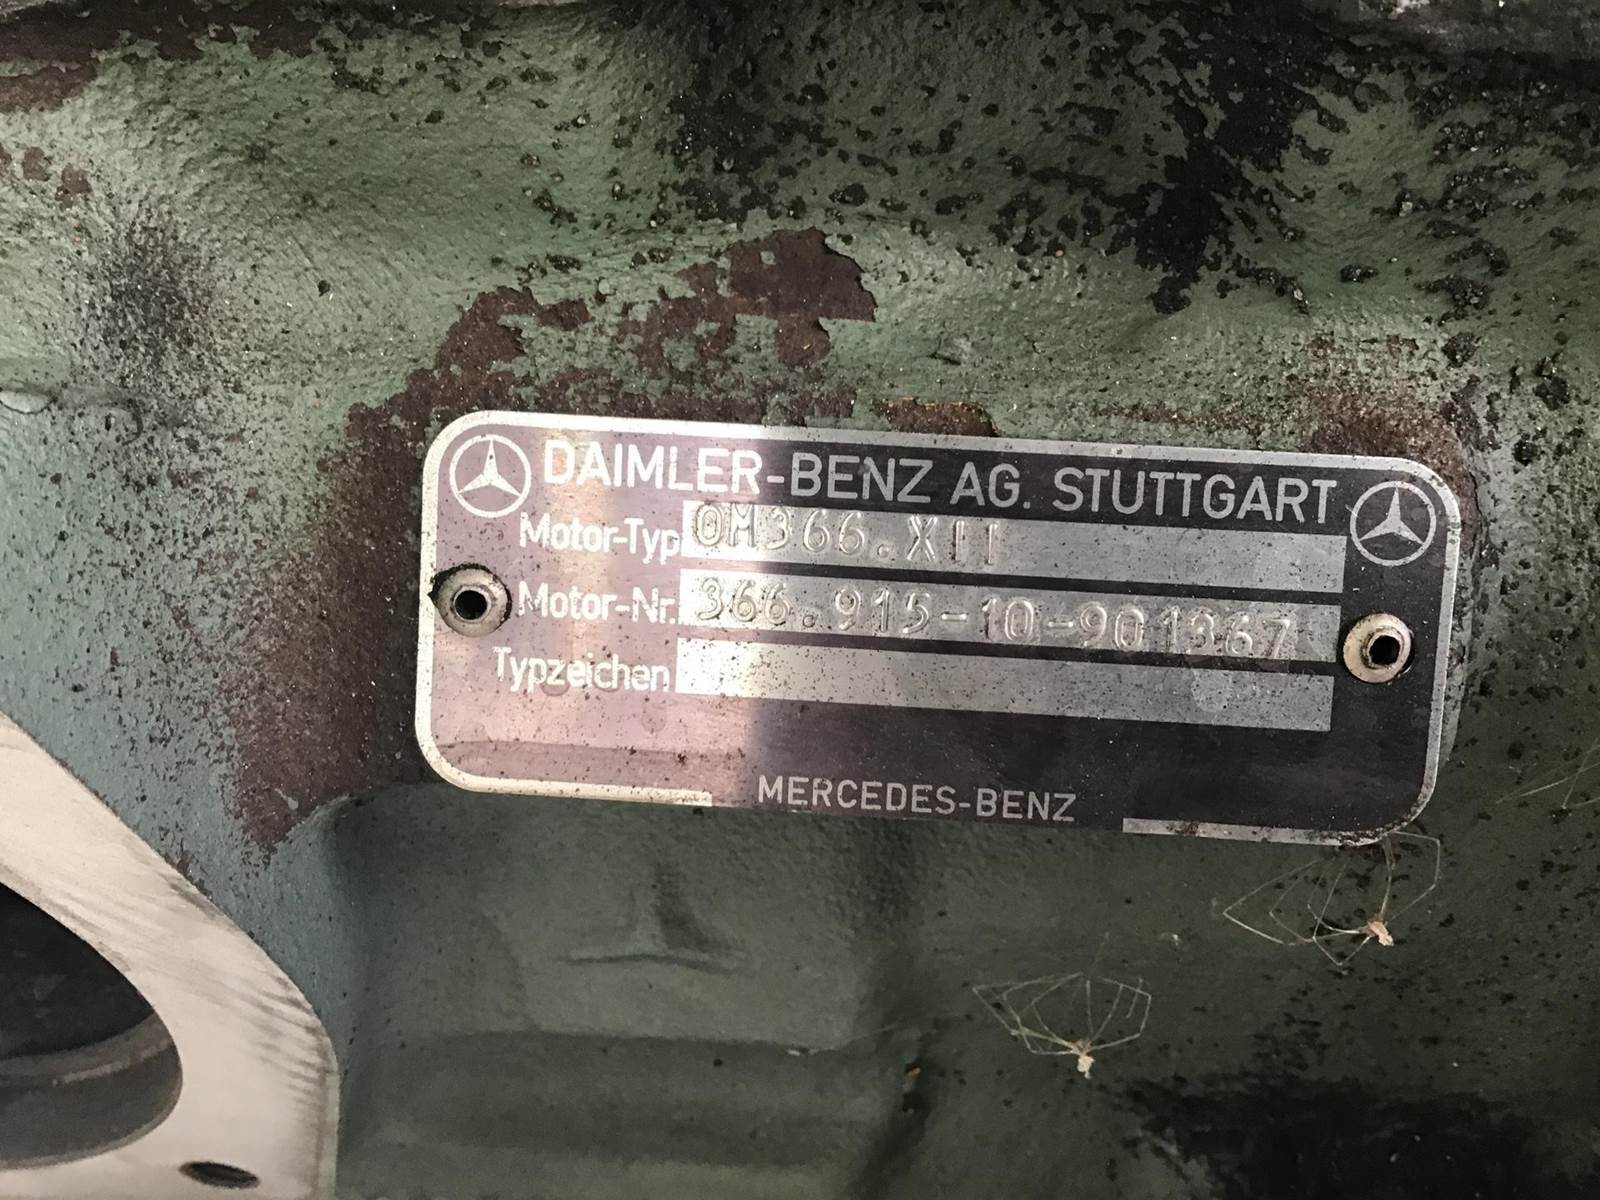 DAIMLER-BENZ AG. STUTTGART
Motor-Typ OM366.XII
Motor-Nr. 366.915-10-901367
Typzeichen
MERCEDES-BENZ